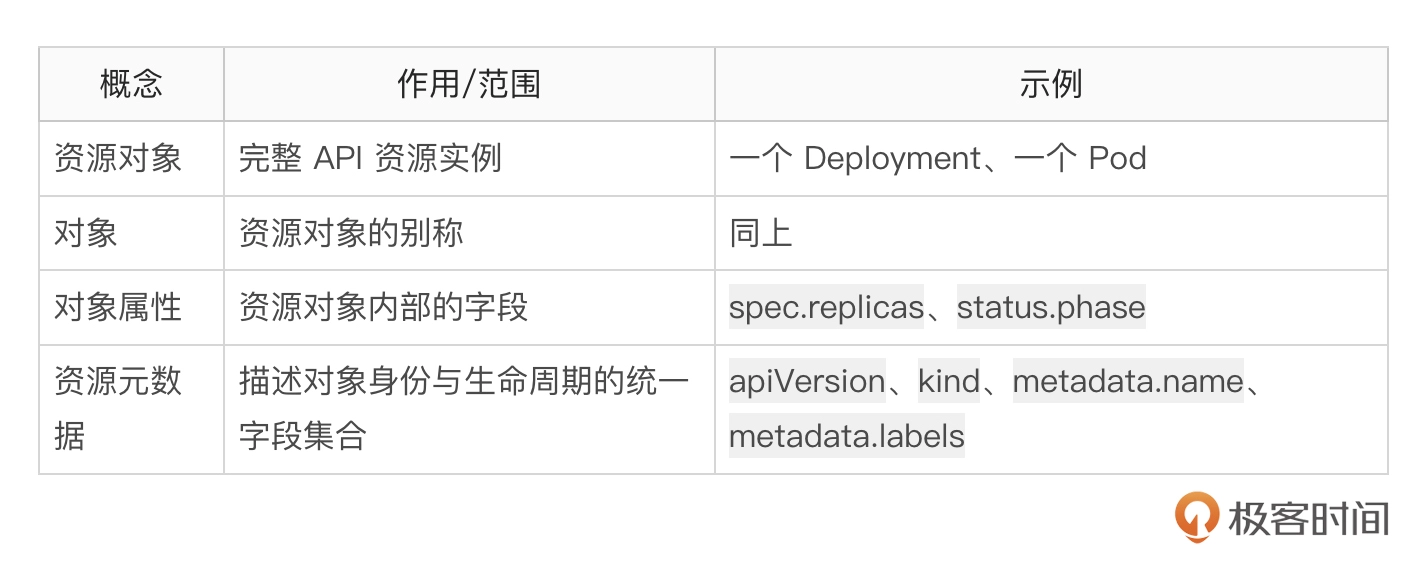 概念 作用/范围 示例
资源对象 完整 API 资源实例 一个 Deployment、一个 Pod
对象 资源对象的别称 同上
对象属性 资源对象内部的字段 spec.replicas、status.phase
资源元数 描述对象身份与生命周期的统一 apiVersion、kind、metadata.name、
据 字段集合 metadata.labels
极客时间